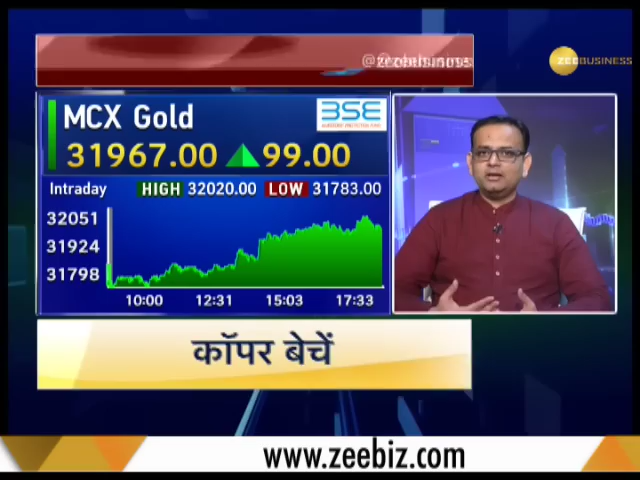 ZEEBUSINESS
MCX Gold
BSE
31967.00 99.00
Intraday HIGH 32020.00 LOW 31783.00
32051
31924
31798
10:00 12:31 15:03 17:33
कॉपर बेचें
www.zeebiz.com